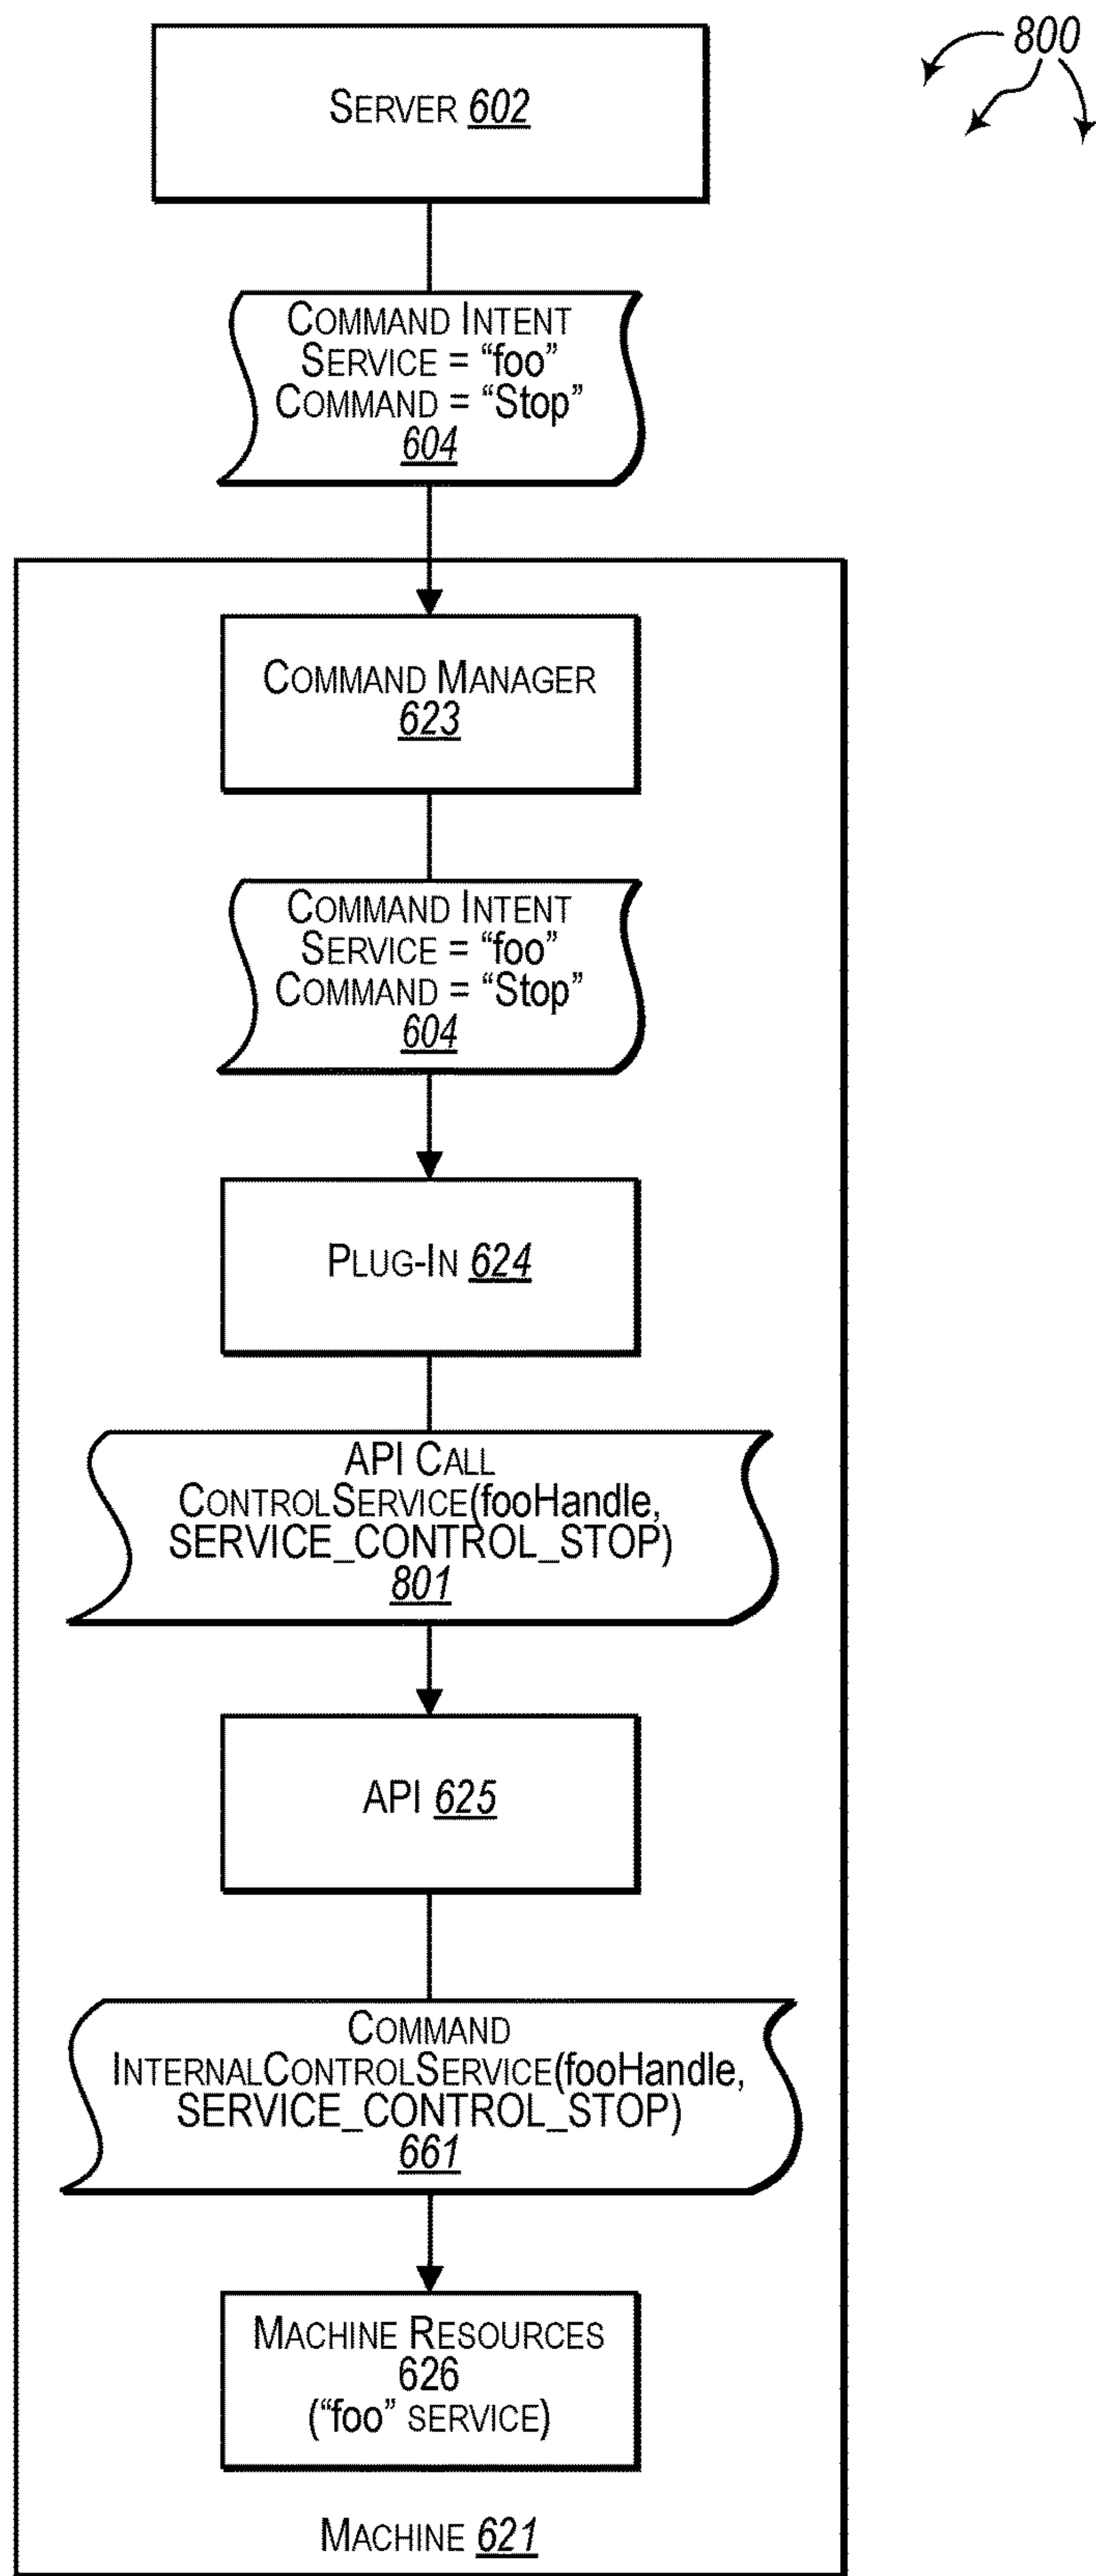 800
SERVER 602
COMMAND INTENT
SERVICE = “foo”
COMMAND = “Stop”
604
COMMAND MANAGER
623
COMMAND INTENT
SERVICE = “foo”
COMMAND = “Stop”
604
PLUG-IN 624
API CALL
CONTROLSERVICE(fooHandle,
SERVICE_CONTROL_STOP)
801
API 625
COMMAND
INTERNALCONTROLSERVICE(fooHandle,
SERVICE_CONTROL_STOP)
661
MACHINE RESOURCES
626
(“foo” SERVICE)
MACHINE 621